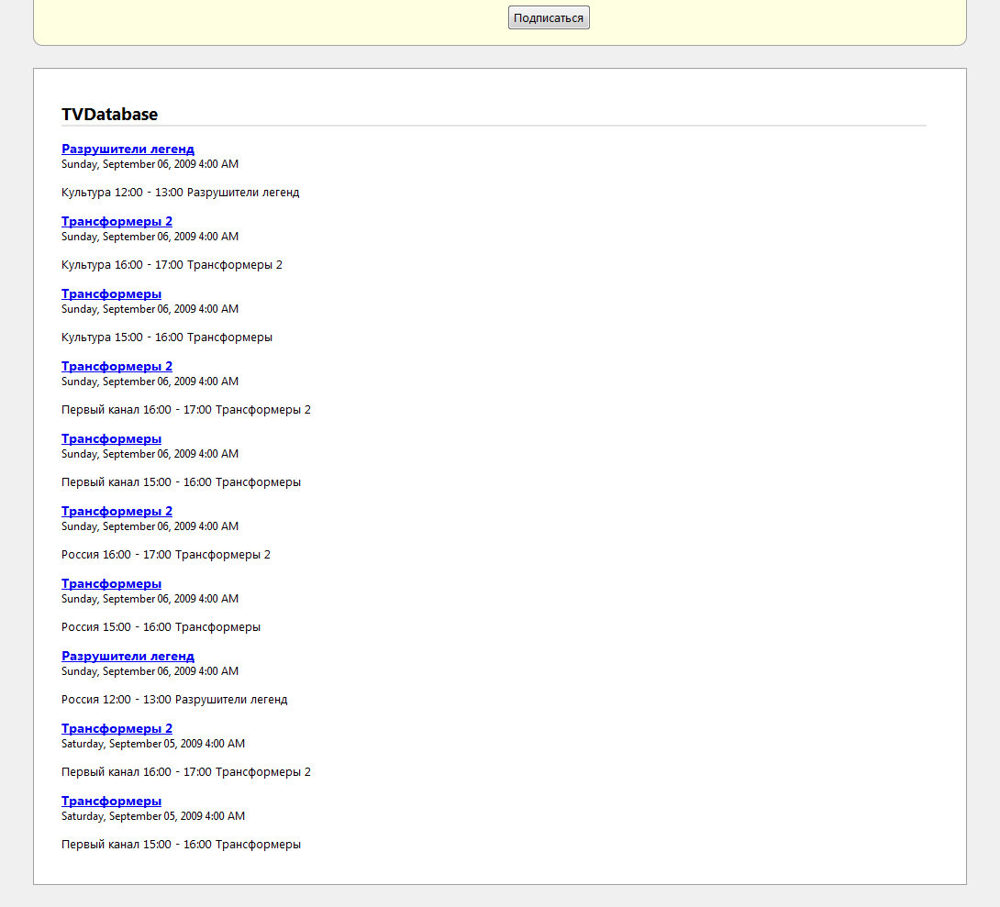 Подписаться
TVDatabase
Разрушители легенд
Sunday, September 06, 2009 4:00 AM
Культура 12:00 - 13:00 Разрушители легенд
Трансформеры 2
Sunday, September 06, 2009 4:00 AM
Культура 16:00 - 17:00 Трансформеры 2
Трансформеры
Sunday, September 06, 2009 4:00 AM
Культура 15:00 - 16:00 Трансформеры
Трансформеры 2
Sunday, September 06, 2009 4:00 AM
Первый канал 16:00 - 17:00 Трансформеры 2
Трансформеры
Sunday, September 06, 2009 4:00 AM
Первый канал 15:00 - 16:00 Трансформеры
Трансформеры 2
Sunday, September 06, 2009 4:00 AM
Россия 16:00 - 17:00 Трансформеры 2
Трансформеры
Sunday, September 06, 2009 4:00 AM
Россия 15:00 - 16:00 Трансформеры
Разрушители легенд
Sunday, September 06, 2009 4:00 AM
Россия 12:00 - 13:00 Разрушители легенд
Трансформеры 2
Saturday, September 05, 2009 4:00 AM
Первый канал 16:00 - 17:00 Трансформеры 2
Трансформеры
Saturday, September 05, 2009 4:00 AM
Первый канал 15:00 - 16:00 Трансформеры